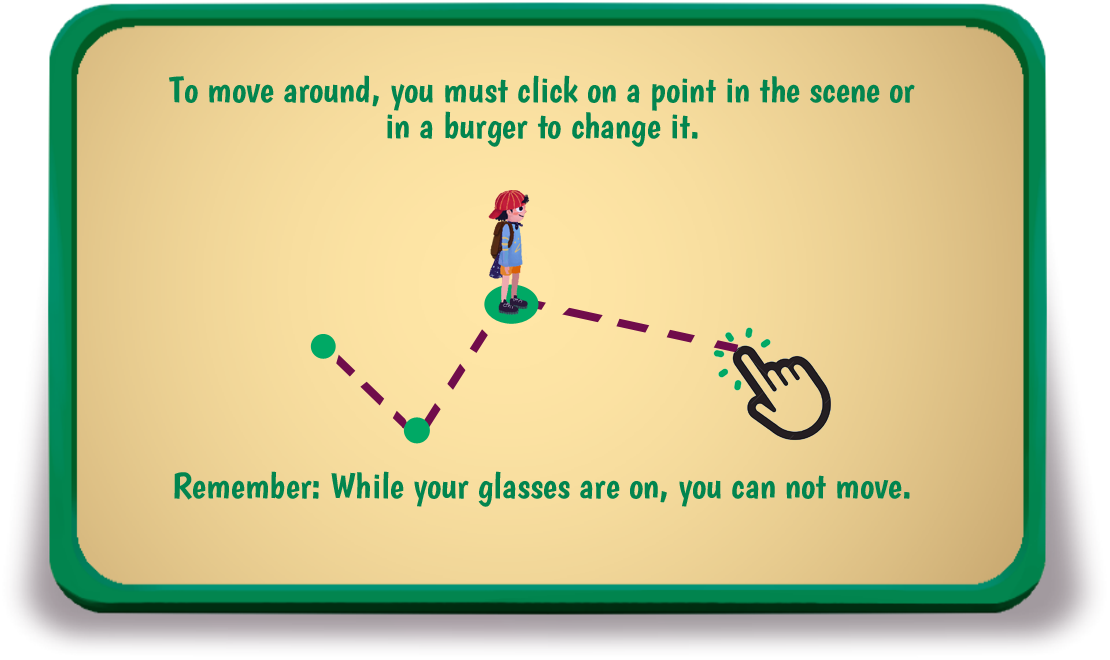 To move around, you must click on a point in the scene or
in a burger to change it.
Remember: While your glasses are on, you can not move.